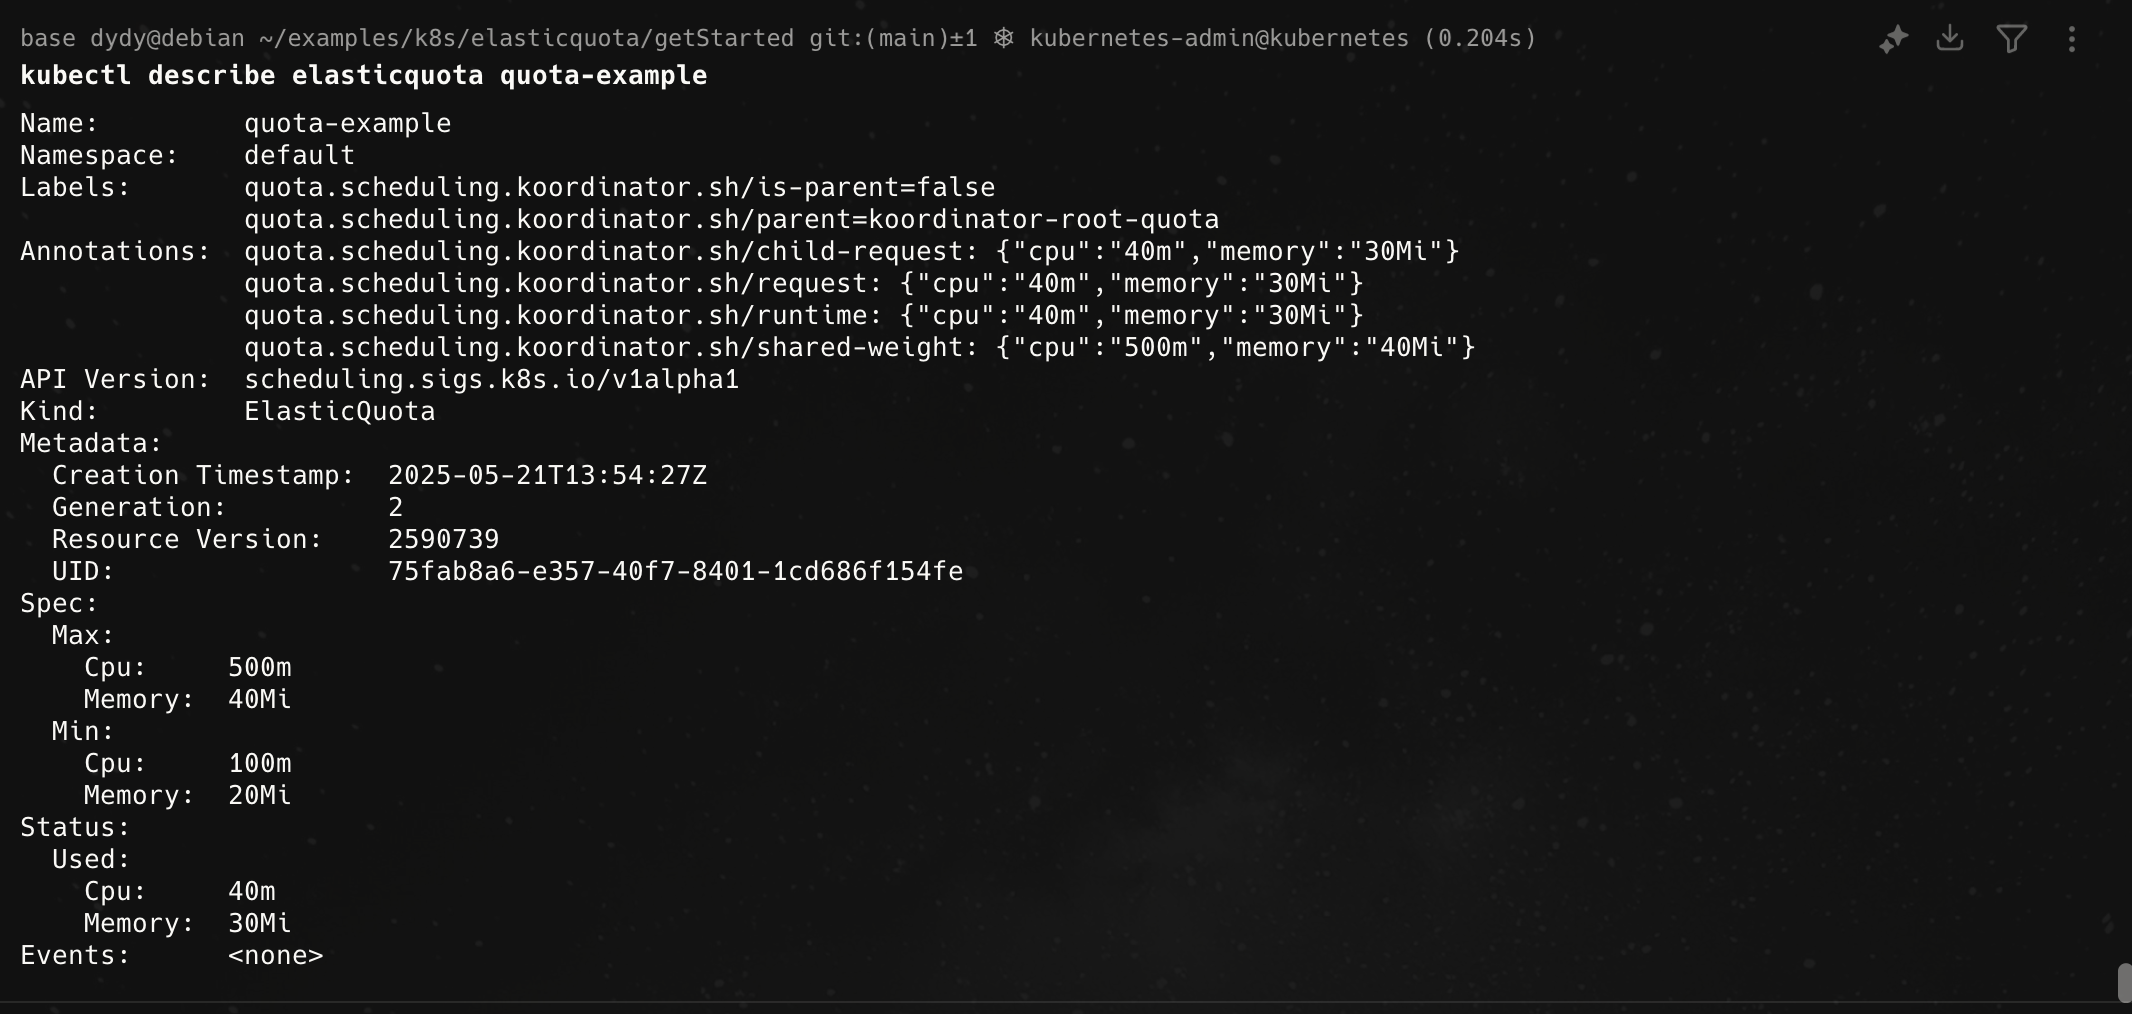 base dydy@debian ~/examples/k8s/elasticquota/getStarted git:(main)±1 ⎈ kubernetes-admin@kubernetes (0.204s)
kubectl describe elasticquota quota-example
Name:         quota-example
Namespace:    default
Labels:       quota.scheduling.koordinator.sh/is-parent=false
              quota.scheduling.koordinator.sh/parent=koordinator-root-quota
Annotations:  quota.scheduling.koordinator.sh/child-request: {"cpu":"40m","memory":"30Mi"}
              quota.scheduling.koordinator.sh/request: {"cpu":"40m","memory":"30Mi"}
              quota.scheduling.koordinator.sh/runtime: {"cpu":"40m","memory":"30Mi"}
              quota.scheduling.koordinator.sh/shared-weight: {"cpu":"500m","memory":"40Mi"}
API Version:  scheduling.sigs.k8s.io/v1alpha1
Kind:         ElasticQuota
Metadata:
  Creation Timestamp:  2025-05-21T13:54:27Z
  Generation:          2
  Resource Version:    2590739
  UID:                 75fab8a6-e357-40f7-8401-1cd686f154fe
Spec:
  Max:
    Cpu:     500m
    Memory:  40Mi
  Min:
    Cpu:     100m
    Memory:  20Mi
Status:
  Used:
    Cpu:     40m
    Memory:  30Mi
Events:      <none>